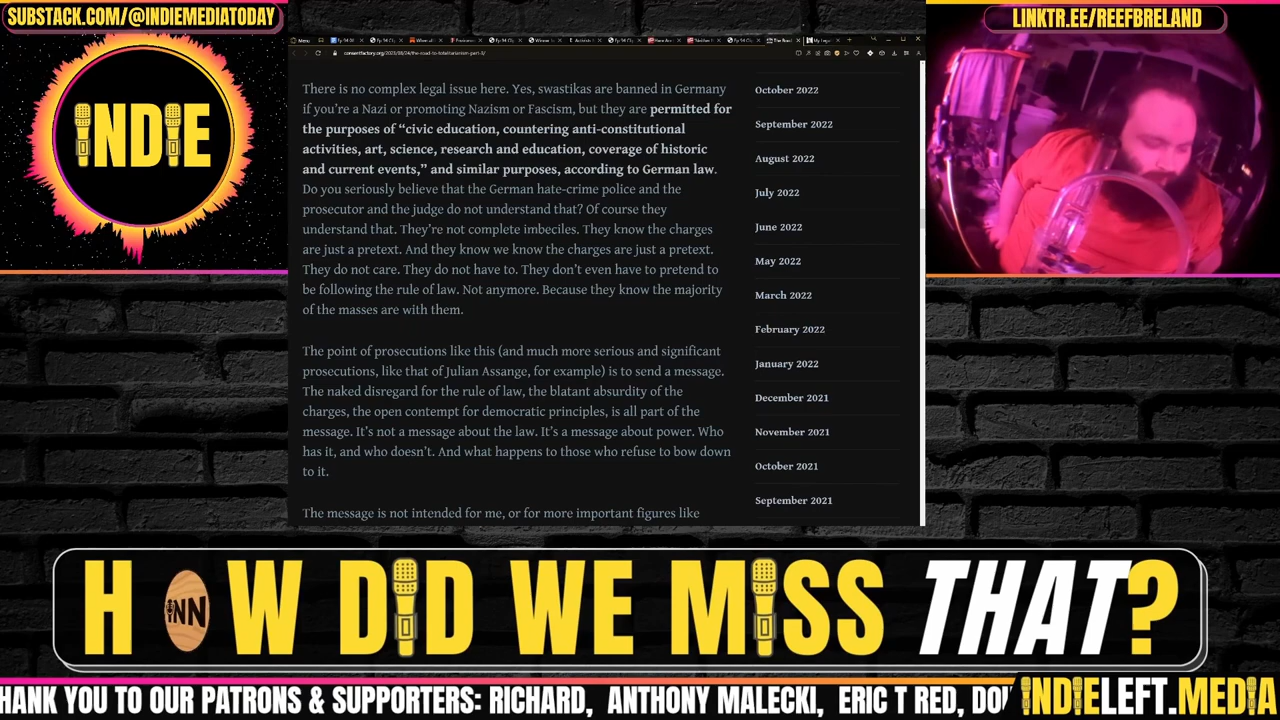 SUBSTACK.COM/@INDIEMEDIATODAY
LINKTR.EE/REEFBRELAND
INDIE
Menu
consentfactory.org/2023/08/24/the-road-to-totalitarianism-part-3/
There is no complex legal issue here. Yes, swastikas are banned in Germany
if you're a Nazi or promoting Nazism or Fascism, but they are permitted for
the purposes of “civic education, countering anti-constitutional
activities, art, science, research and education, coverage of historic
and current events,” and similar purposes, according to German law.
Do you seriously believe that the German hate-crime police and the
prosecutor and the judge do not understand that? Of course they
understand that. They're not complete imbeciles. They know the charges
are just a pretext. And they know we know the charges are just a pretext.
They do not care. They do not have to. They don't even have to pretend to
be following the rule of law. Not anymore. Because they know the majority
of the masses are with them.
The point of prosecutions like this (and much more serious and significant
prosecutions, like that of Julian Assange, for example) is to send a message.
The naked disregard for the rule of law, the blatant absurdity of the
charges, the open contempt for democratic principles, is all part of the
message. It's not a message about the law. It's a message about power. Who
has it, and who doesn't. And what happens to those who refuse to bow down
to it.
The message is not intended for me, or for more important figures like
October 2022
September 2022
August 2022
July 2022
June 2022
May 2022
March 2022
February 2022
January 2022
December 2021
November 2021
October 2021
September 2021
HOW DID WE MISS THAT?
INN
HANK YOU TO OUR PATRONS & SUPPORTERS: RICHARD, ANTHONY MALECKI, ERIC T RED, DO
INDIELEFT.MEDIA